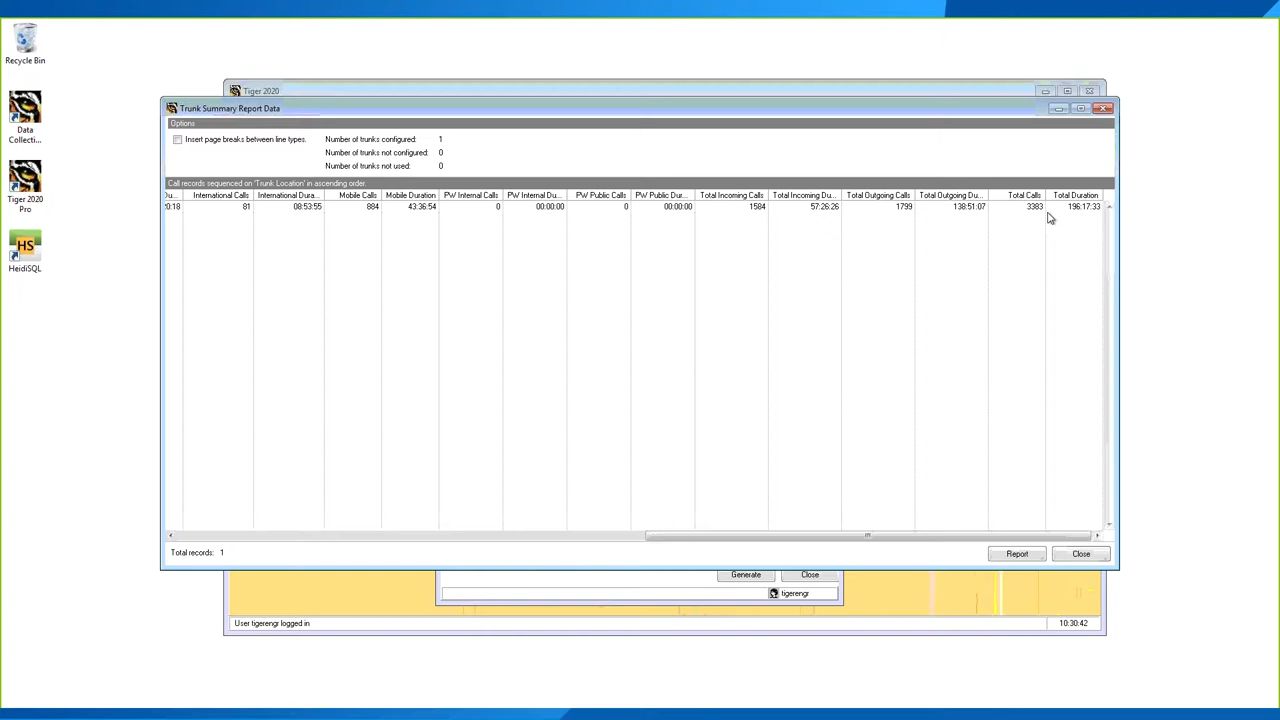 Recycle Bin
Data
Collecti...
Tiger 2020
Pro
HS
HeidiSQL
Tiger 2020
Trunk Summary Report Data
Options
Insert page breaks between line types.
Number of trunks configured: 1
Number of trunks not configured: 0
Number of trunks not used: 0
Call records sequenced on 'Trunk Location' in ascending order.
Du... International Calls International Dura... Mobile Calls Mobile Duration PW Internal Calls PW Internal Du... PW Public Calls PW Public Dur... Total Incoming Calls Total Incoming Du... Total Outgoing Calls Total Outgoing Du... Total Calls Total Duration
0:18 81 08:53:55 884 43:36:54 0 00:00:00 0 00:00:00 1584 57:26:26 1799 138:51:07 3383 196:17:33
Total records: 1
Report Close
Generate Close
tigerengr
User tigerengr logged in 10:30:42